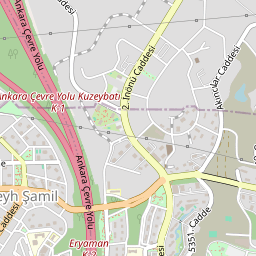 Ankara Çevre Yolu
2. İnönü Caddesi
Akıncılar Caddesi
Ankara Çevre Yolu Kuzeybatı
K-1
Ankara Çevre Yolu
Şamil
5351. Cadde
Caddesi
Eryaman